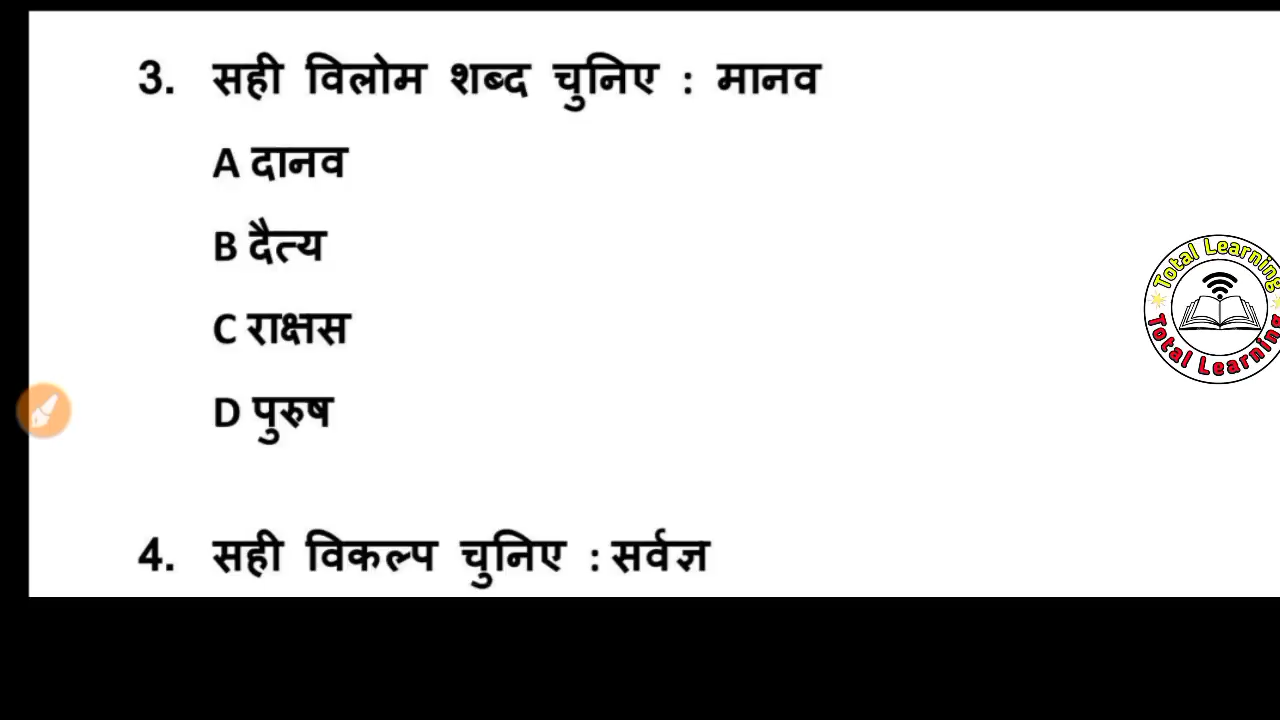 3. सही विलोम शब्द चुनिए : मानव
A दानव
B दैत्य
C राक्षस
D पुरुष
Total Learning
Total Learning
4. सही विकल्प चुनिए : सर्वज्ञ